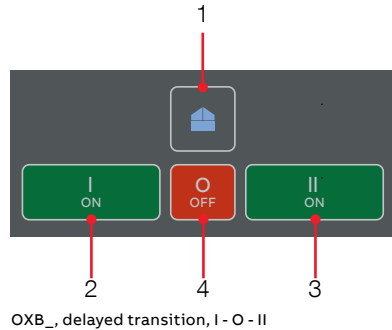 1
I O II
ON OFF ON
2 4 3
OXB_, delayed transition, I - O - II